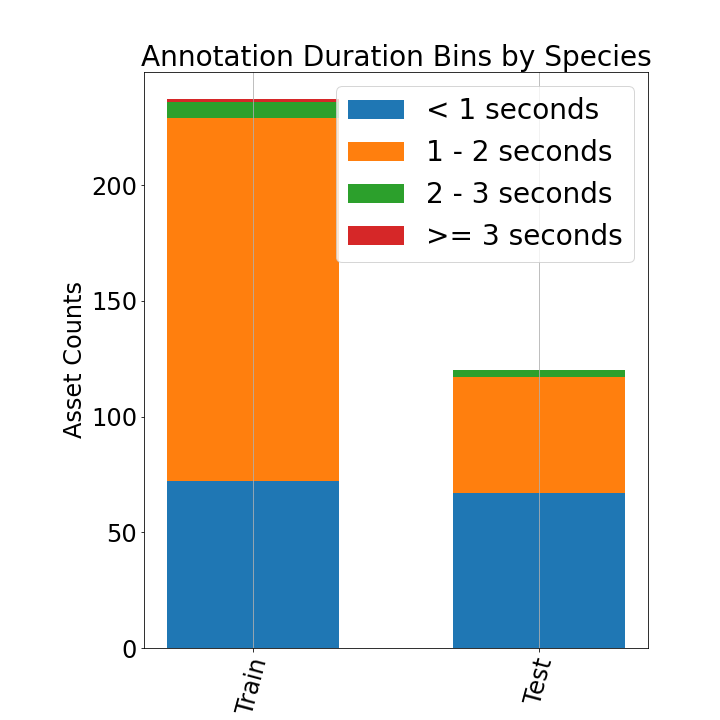 Annotation Duration Bins by Species
< 1 seconds
1 - 2 seconds
2 - 3 seconds
>= 3 seconds
Asset Counts
200
150
100
50
0
Train
Test